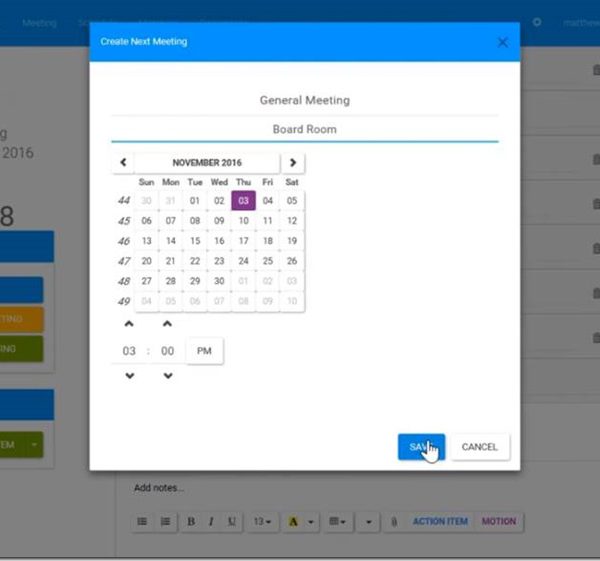 Meeting
matthew
Create Next Meeting
General Meeting
Board Room
2016
8
NOVEMBER 2016
Sun Mon Tue Wed Thu Fri Sat
44 30 31 01 02 03 04 05
45 06 07 08 09 10 11 12
46 13 14 15 16 17 18 19
47 20 21 22 23 24 25 26
48 27 28 29 30 01 02 03
49 04 05 06 07 08 09 10
03 : 00 PM
SAV CANCEL
Add notes...
B I U 13 A ACTION ITEM MOTION